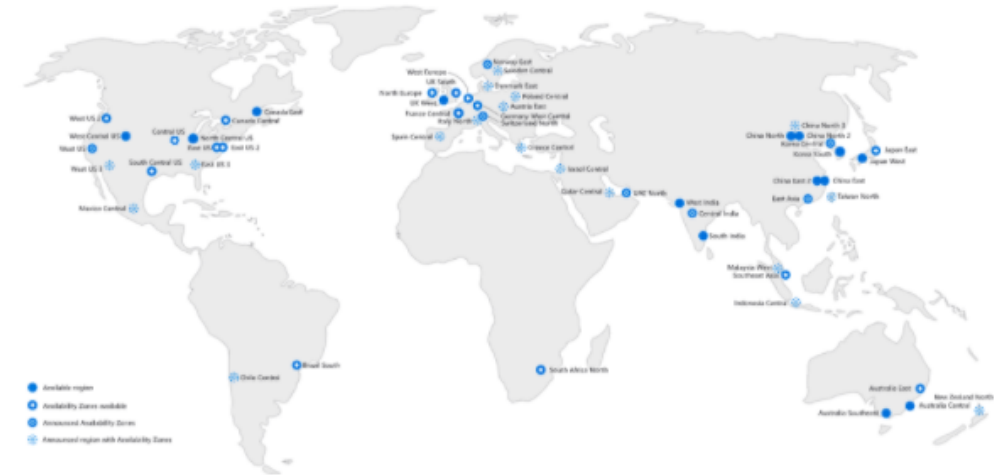 Norway East
Sweden Central
West Europe
UK South
Denmark East
North Europe
Poland Central
UK West
Austria East
Canada East
France Central
Germany West Central
West US 2
Canada Central
Italy North
Switzerland North
China North 3
West Central US
Central US
North Central US
Spain Central
China North
China North 2
Korea Central
West US
East US
East US 2
Greece Central
Japan East
Korea South
Japan West
South Central US
West US 3
East US 3
Israel Central
China East 2
China East
Qatar Central
UAE North
East Asia
Taiwan North
Mexico Central
West India
Central India
South India
Malaysia West
Southeast Asia
Indonesia Central
Brazil South
South Africa North
Chile Central
Available region
Australia East
New Zealand North
Availability Zones available
Australia Central
Australia Southeast
Announced Availability Zones
Announced region with Availability Zones